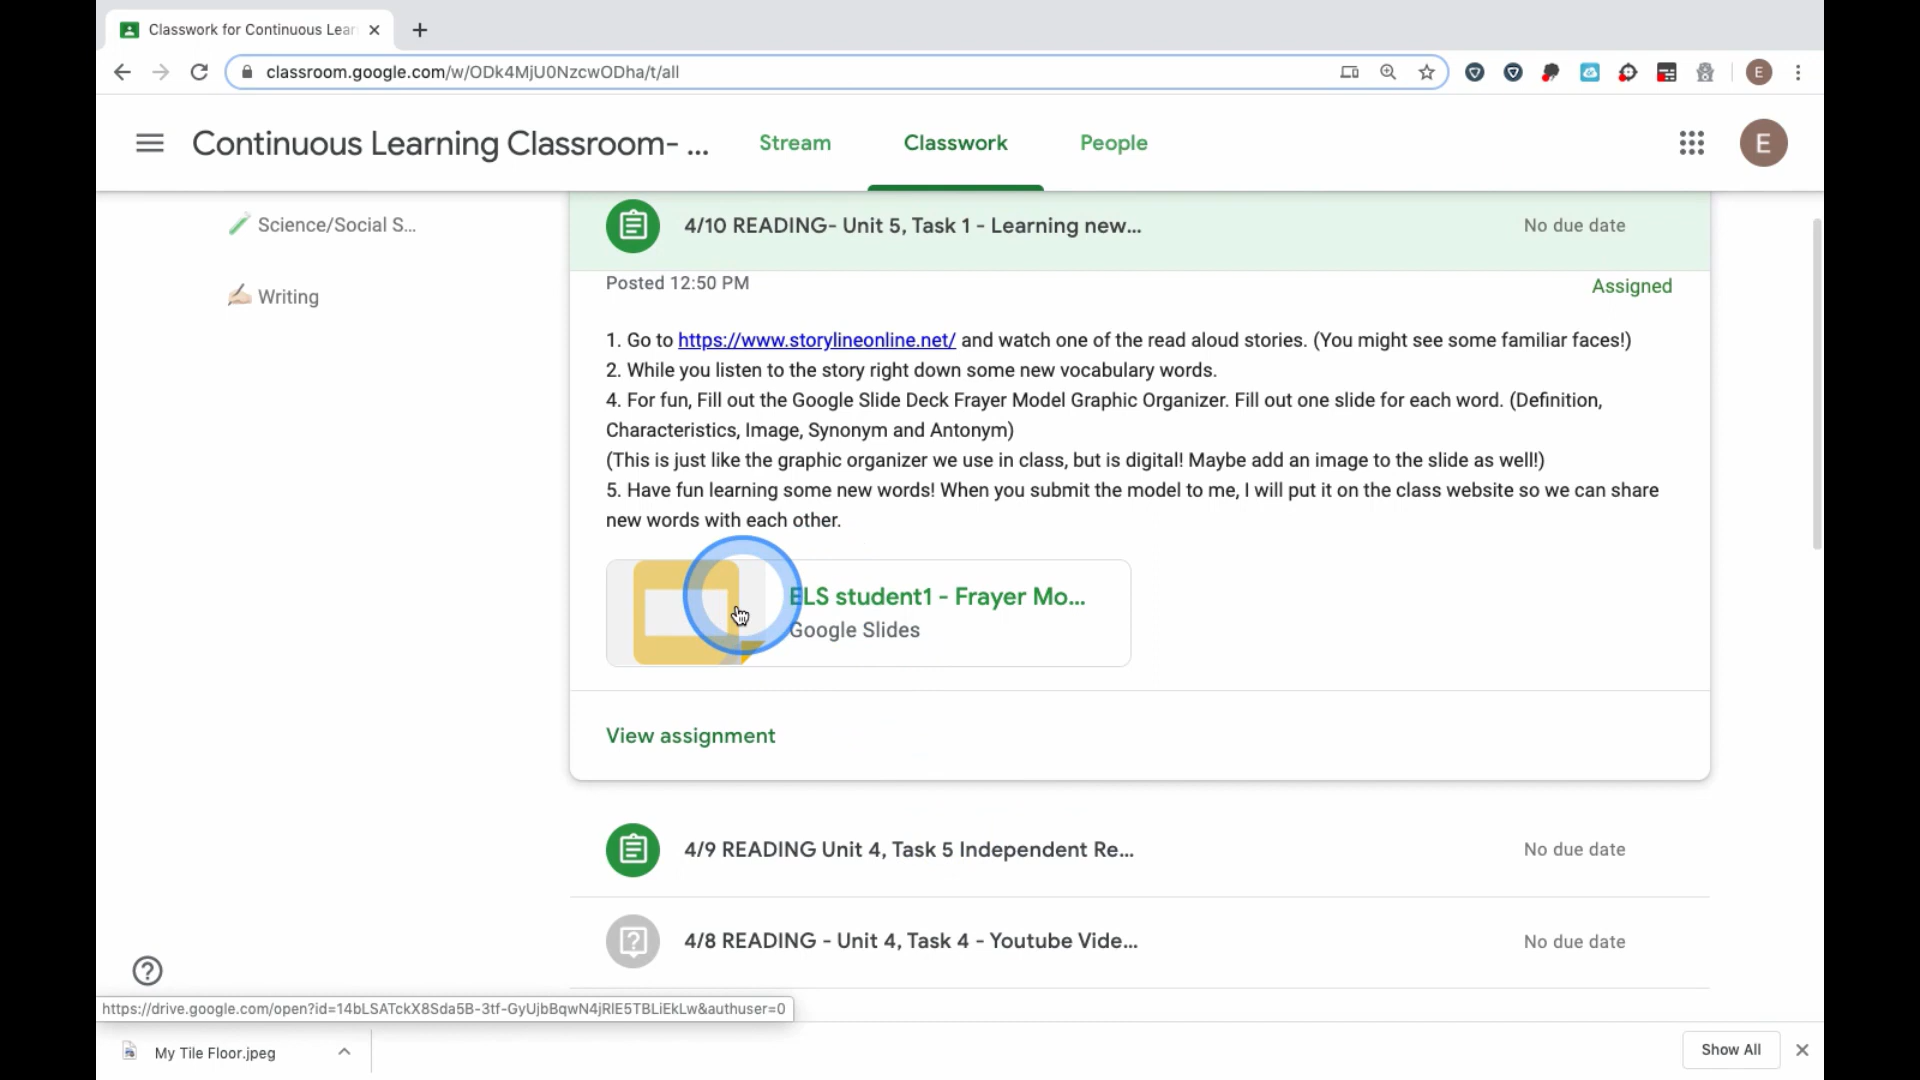 Classwork for Continuous Lear
classroom.google.com/w/ODk4MjU0NzcwODha/t/all
E
Continuous Learning Classroom- ...
Stream
Classwork
People
E
Science/Social S...
Writing
4/10 READING- Unit 5, Task 1 - Learning new...
No due date
Posted 12:50 PM
Assigned
1. Go to https://www.storylineonline.net/ and watch one of the read aloud stories. (You might see some familiar faces!)
2. While you listen to the story right down some new vocabulary words.
4. For fun, Fill out the Google Slide Deck Frayer Model Graphic Organizer. Fill out one slide for each word. (Definition,
Characteristics, Image, Synonym and Antonym)
(This is just like the graphic organizer we use in class, but is digital! Maybe add an image to the slide as well!)
5. Have fun learning some new words! When you submit the model to me, I will put it on the class website so we can share
new words with each other.
ELS student1 - Frayer Mo...
Google Slides
View assignment
4/9 READING Unit 4, Task 5 Independent Re...
No due date
4/8 READING - Unit 4, Task 4 - Youtube Vide...
No due date
https://drive.google.com/open?id=14bLSATckX8Sda5B-3tf-GyUjbBqwN4jRlE5TBLiEkLw&authuser=0
My Tile Floor.jpeg
Show All